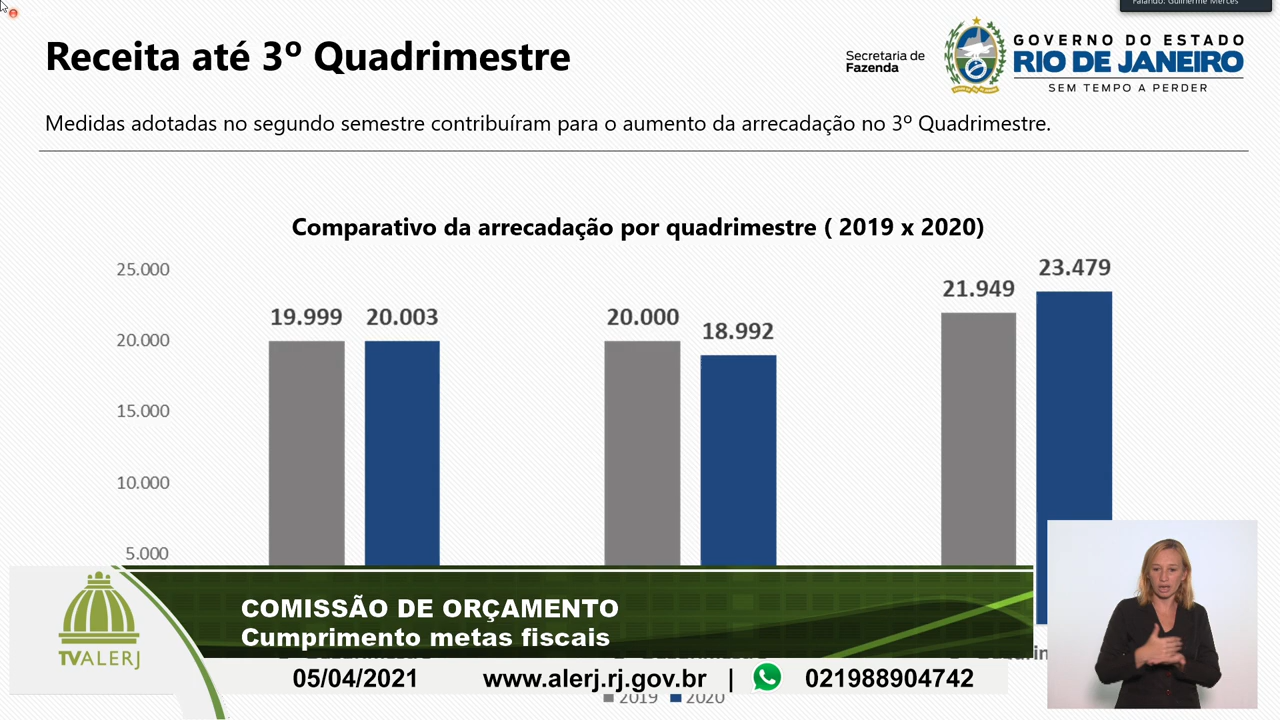 Falando: Guilherme Mercês
Receita até 3º Quadrimestre
Secretaria de
Fazenda
GOVERNO DO ESTADO
RIO DE JANEIRO
SEM TEMPO A PERDER
Medidas adotadas no segundo semestre contribuíram para o aumento da arrecadação no 3º Quadrimestre.
Comparativo da arrecadação por quadrimestre ( 2019 x 2020)
25.000
20.000
15.000
10.000
5.000
19.999
20.003
20.000
18.992
21.949
23.479
COMISSÃO DE ORÇAMENTO
Cumprimento metas fiscais
TVALERJ
05/04/2021 www.alerj.rj.gov.br | 021988904742
2019 2020